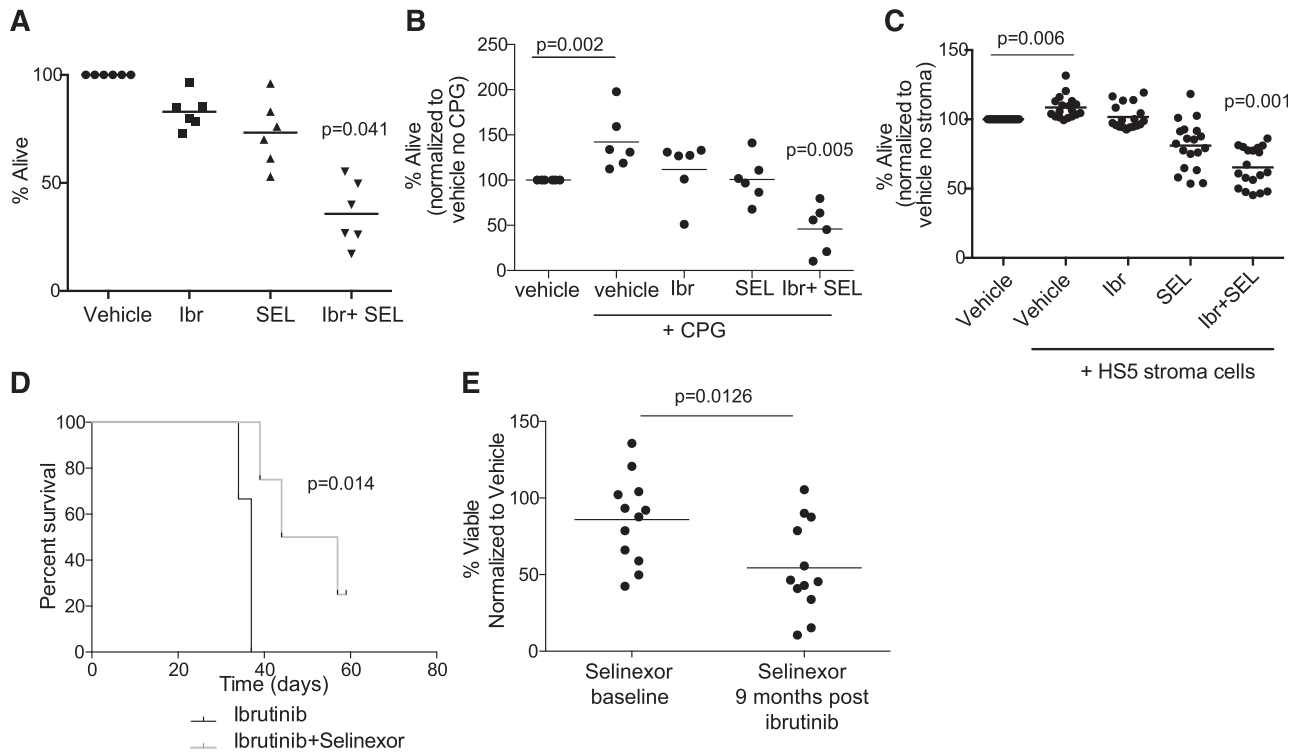 A
% Alive
100
50
0
p=0.041
Vehicle
Ibr
SEL
Ibr+ SEL
B
% Alive
(normalized to
vehicle no CPG)
250
200
150
100
50
0
p=0.002
p=0.005
vehicle
vehicle
Ibr
SEL
Ibr+ SEL
+ CPG
C
% Alive
(normalized to
vehicle no stroma)
150
100
50
0
p=0.006
p=0.001
Vehicle
Vehicle
Ibr
SEL
Ibr+SEL
+ HS5 stroma cells
D
Percent survival
100
80
60
40
20
0
p=0.014
0
20
40
60
80
Time (days)
Ibrutinib
Ibrutinib+Selinexor
E
% Viable
Normalized to Vehicle
150
100
50
0
p=0.0126
Selinexor
baseline
Selinexor
9 months post
ibrutinib